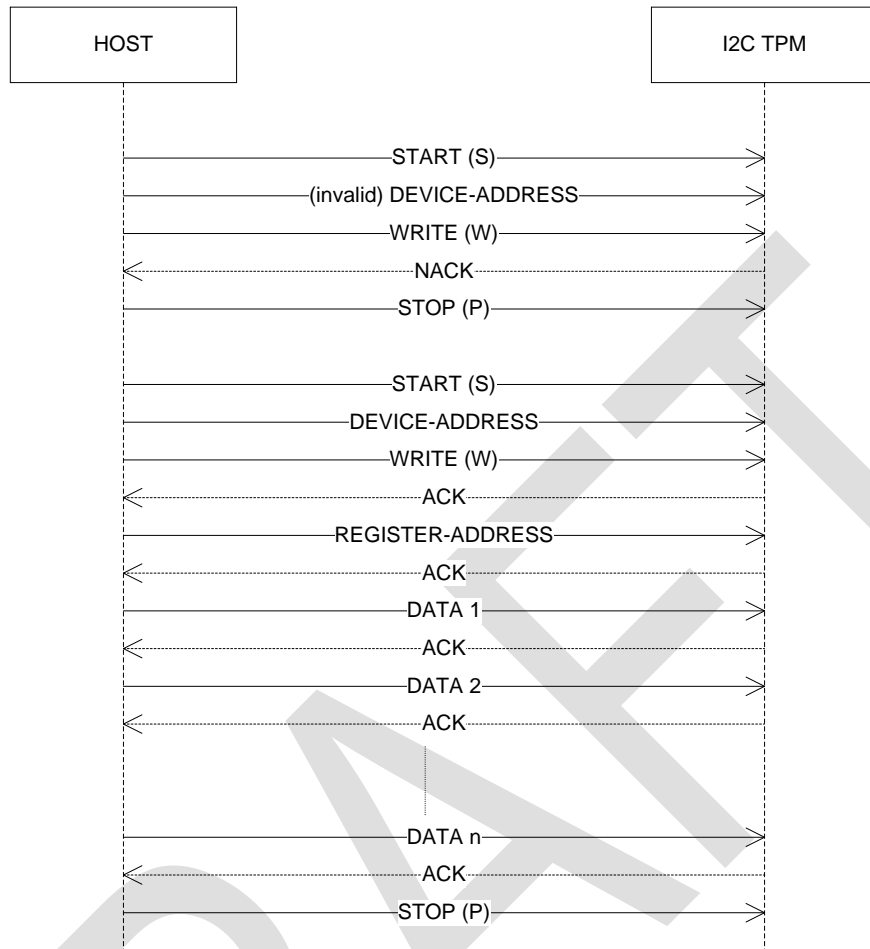 HOST
I2C TPM
START (S)
(invalid) DEVICE-ADDRESS
WRITE (W)
NACK
STOP (P)
START (S)
DEVICE-ADDRESS
WRITE (W)
ACK
REGISTER-ADDRESS
ACK
DATA 1
ACK
DATA 2
ACK
DATA n
ACK
STOP (P)
DRAFT